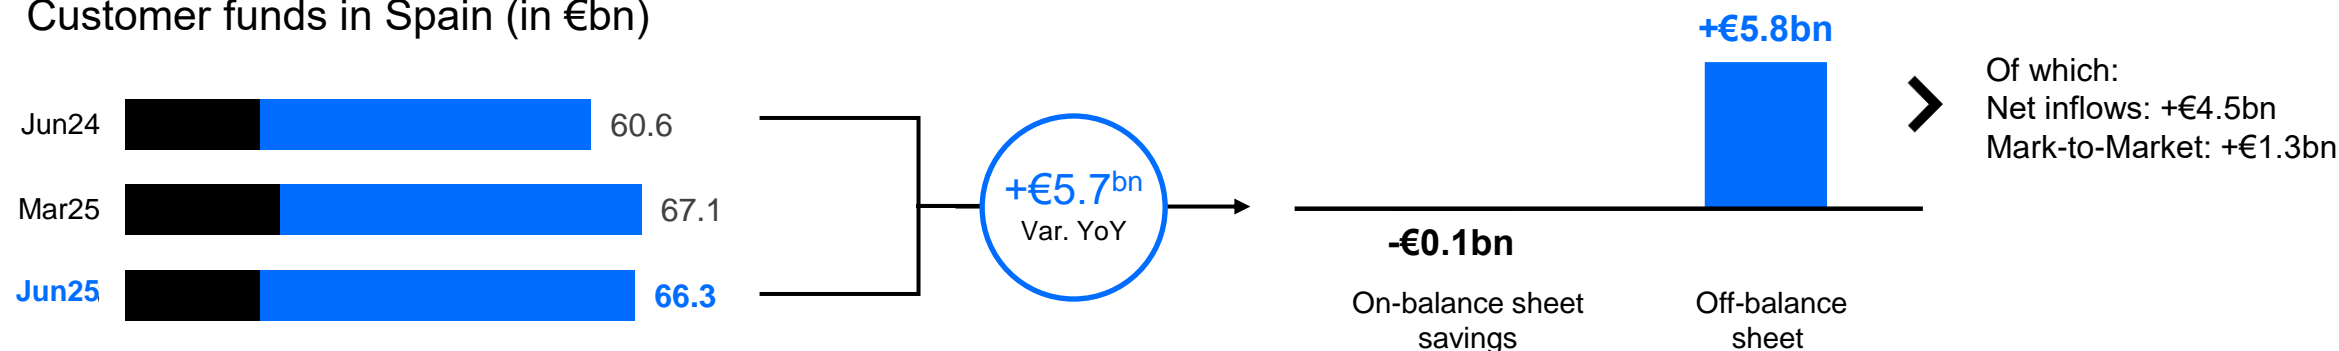 Customer funds in Spain (in €bn)
Jun24
60.6
Mar25
67.1
Jun25
66.3
+€5.7bn
Var. YoY
+€5.8bn
-€0.1bn
On-balance sheet
savings
Off-balance
sheet
Of which:
Net inflows: +€4.5bn
Mark-to-Market: +€1.3bn